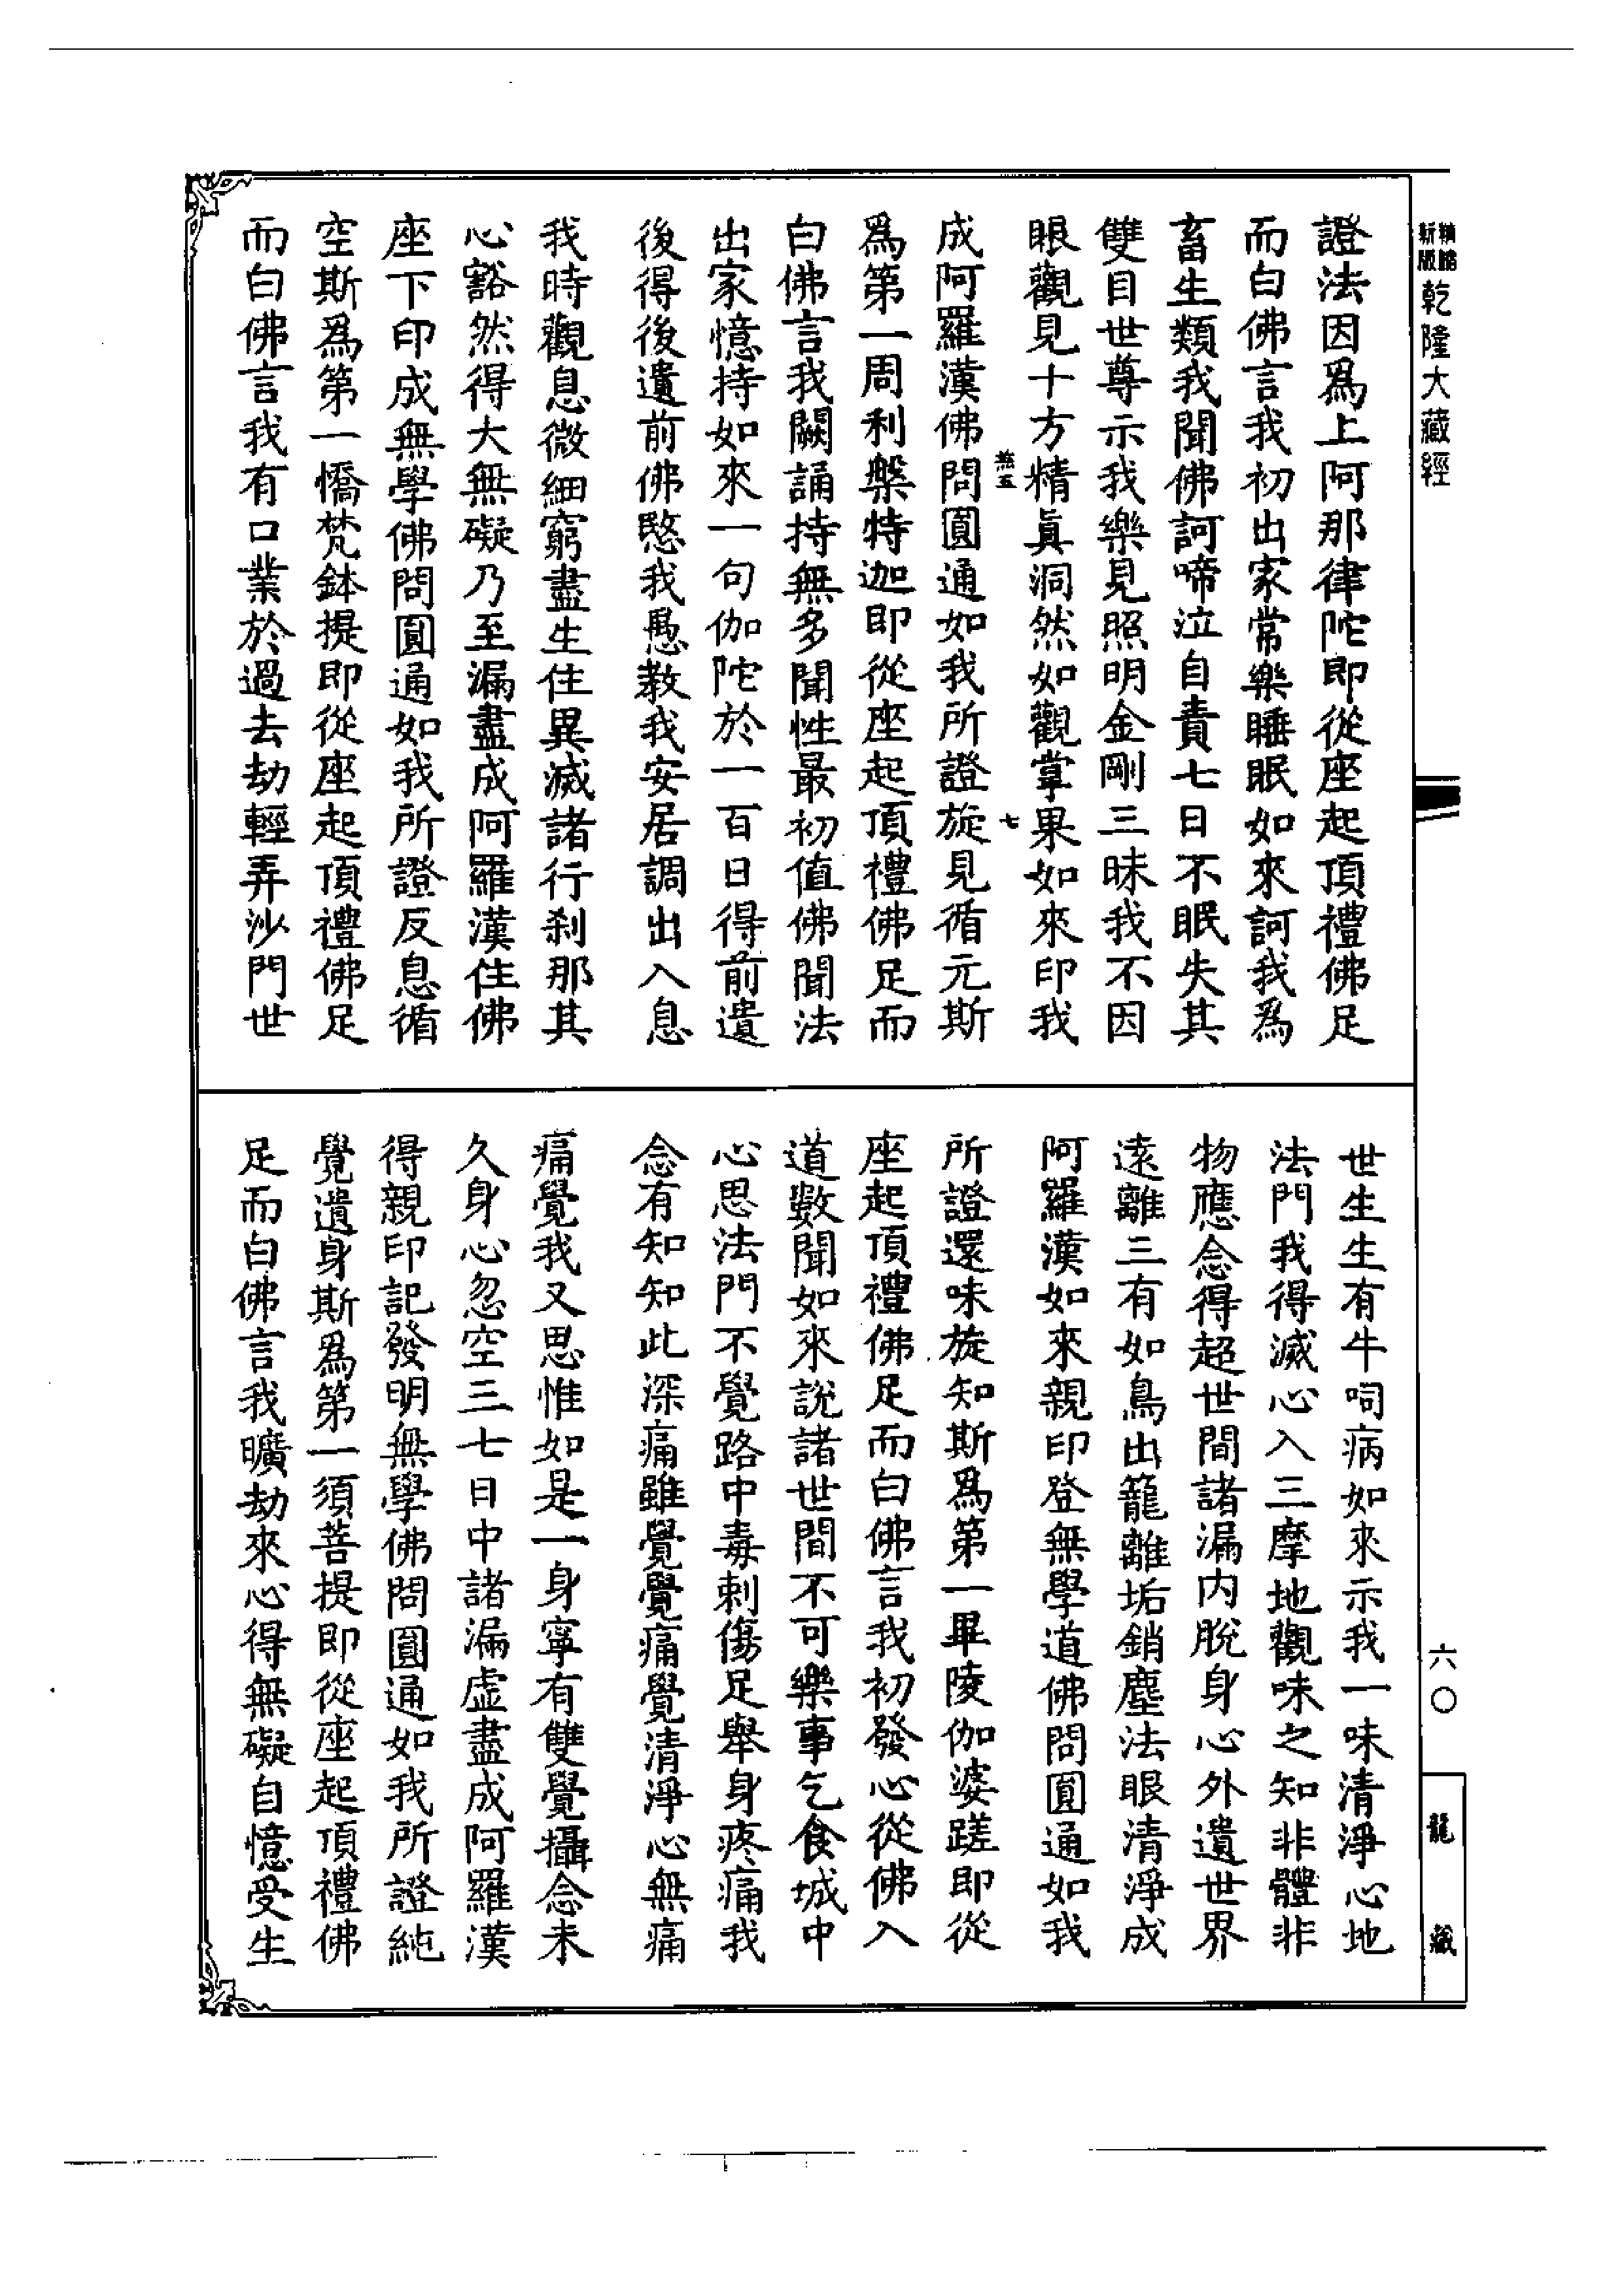 新版
乾隆大藏經
證法因爲上阿那律陀即從座起頂禮佛足
而白佛言我初出家常樂睡眠如來訶我爲
畜生類我聞佛訶啼泣自責七日不眠失其
雙目世尊示我樂見照明金剛三昧我不因
眼觀見十方精眞洞然如觀掌果如來印我
七
成阿羅漢佛問圓通如我所證旋見循元斯
爲第一周利槃特迦即從座起頂禮佛足而
白佛言我闕誦持無多聞性最初值佛聞法
出家憶持如來一句伽陀於一百日得前遺
後得後遺前佛愍我愚教我安居調出入息
我時觀息微細窮盡生住異滅諸行刹那其
心豁然得大無礙乃至漏盡成阿羅漢住佛
座下印成無學佛問圓通如我所證反息循
空斯爲第一憍梵鉢提即從座起頂禮佛足
而白佛言我有口業於過去劫輕弄沙門世
世生生有牛呞病如來示我一味清淨心地
法門我得滅心入三摩地觀味之知非體非
物應念得超世間諸漏内脫身心外遺世界
遠離三有如鳥出籠離垢銷塵法眼清淨成
阿羅漢如來親印登無學道佛問圓通如我
所證還味旋知斯爲第一畢陵伽婆蹉即從
座起頂禮佛足而白佛言我初發心從佛入
道數聞如來說諸世間不可樂事乞食城中
心思法門不覺路中毒刺傷足舉身疼痛我
念有知知此深痛雖覺覺痛覺清淨心無痛
痛覺我又思惟如是一身寧有雙覺攝念未
久身心忽空三七日中諸漏虛盡成阿羅漢
得親印記發明無學佛問圓通如我所證純
覺遺身斯爲第一須菩提即從座起頂禮佛
足而白佛言我曠劫來心得無礙自憶受生
六〇
龍藏